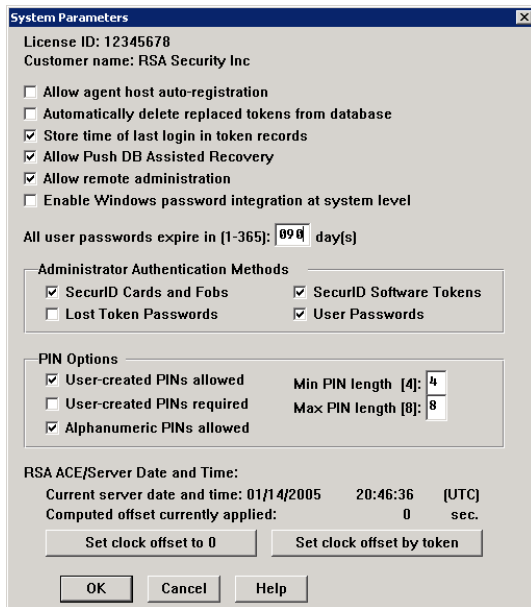 System Parameters
License ID: 12345678
Customer name: RSA Security Inc
Allow agent host auto-registration
Automatically delete replaced tokens from database
Store time of last login in token records
Allow Push DB Assisted Recovery
Allow remote administration
Enable Windows password integration at system level
All user passwords expire in (1-365): 090 day(s)
Administrator Authentication Methods
SecurID Cards and Fobs SecurID Software Tokens
Lost Token Passwords User Passwords
PIN Options
User-created PINs allowed Min PIN length [4]: 4
User-created PINs required Max PIN length [8]: 8
Alphanumeric PINs allowed
RSA ACE/Server Date and Time:
Current server date and time: 01/14/2005 20:46:36 (UTC)
Computed offset currently applied: 0 sec.
Set clock offset to 0 Set clock offset by token
OK Cancel Help